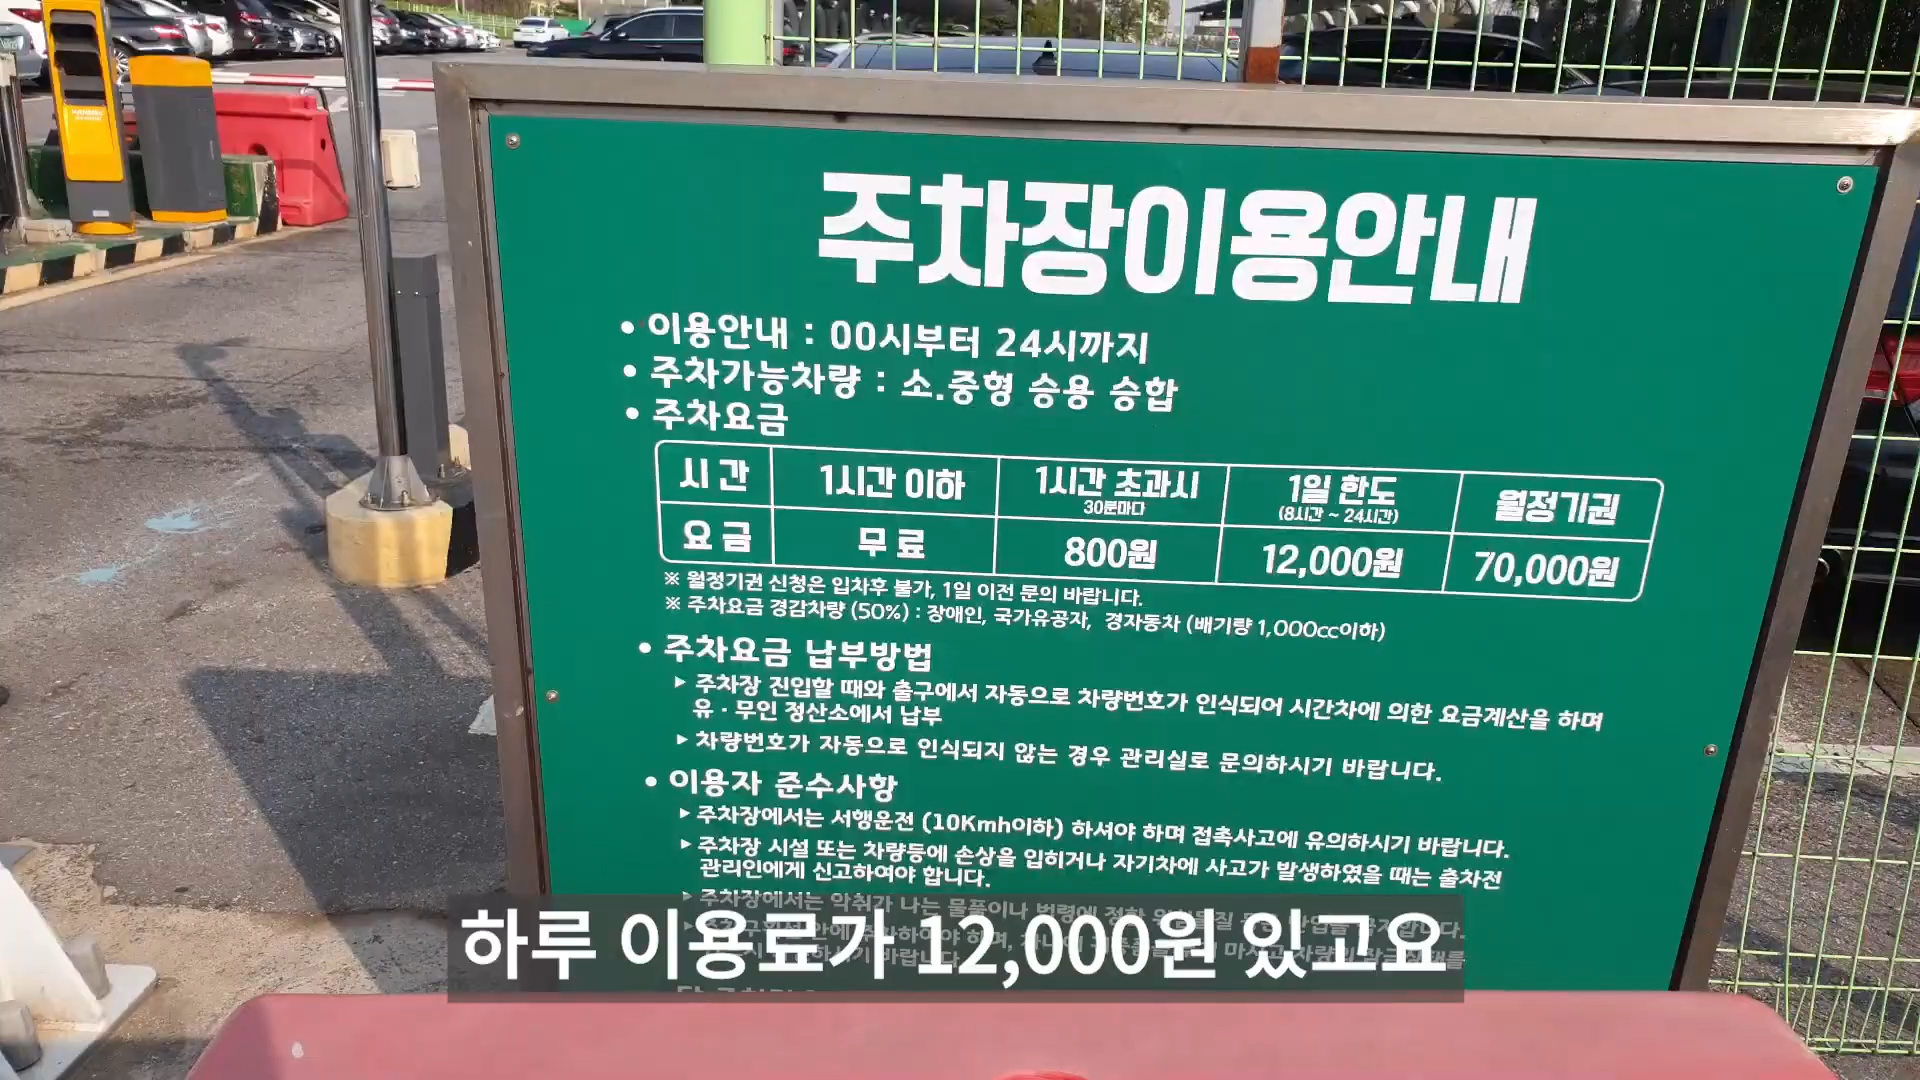 주차장이용안내
• 이용안내 : 00시부터 24시까지
• 주차가능차량 : 소.중형 승용 승합
• 주차요금
시 간 1시간 이하 1시간 초과시 30분마다 1일 한도 (8시간 ~ 24시간) 월정기권
요 금 무 료 800원 12,000원 70,000원
※ 월정기권 신청은 입차후 불가, 1일 이전 문의 바랍니다.
※ 주차요금 경감차량 (50%) : 장애인, 국가유공자, 경자동차 (배기량 1,000cc이하)
• 주차요금 납부방법
▸ 주차장 진입할 때와 출구에서 자동으로 차량번호가 인식되어 시간차에 의한 요금계산을 하며
유 · 무인 정산소에서 납부
▸ 차량번호가 자동으로 인식되지 않는 경우 관리실로 문의하시기 바랍니다.
• 이용자 준수사항
▸ 주차장에서는 서행운전 (10Kmh이하) 하셔야 하며 접촉사고에 유의하시기 바랍니다.
▸ 주차장 시설 또는 차량등에 손상을 입히거나 자기차에 사고가 발생하였을 때는 출차전
관리인에게 신고하여야 합니다.
▸ 주차장에서는 악취가 나는 물품이나
하루 이용료가 12,000원 있고요